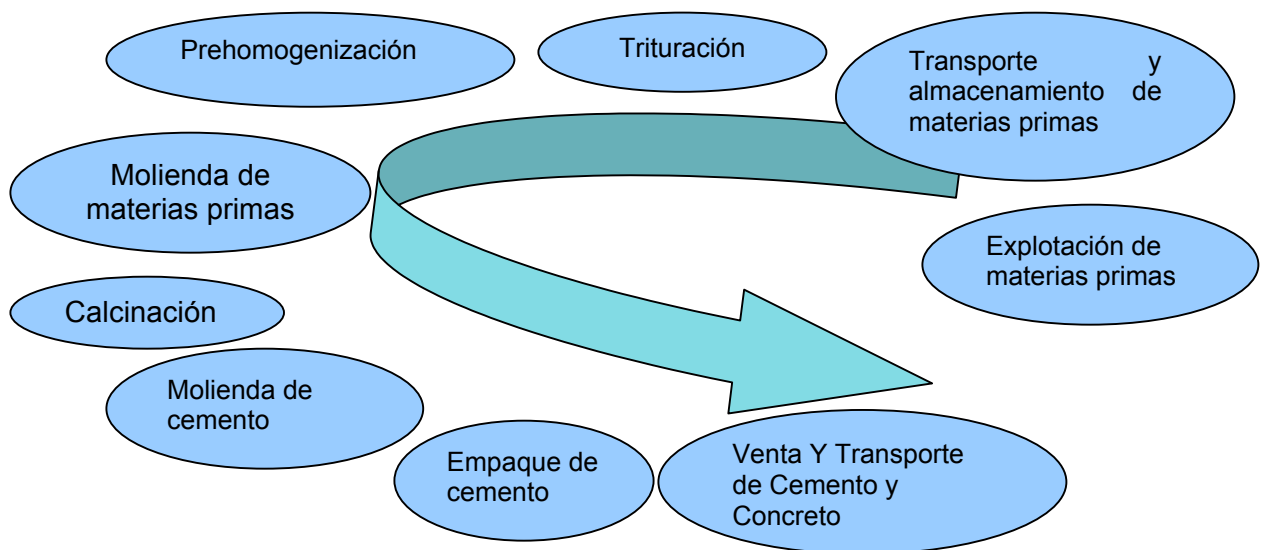 Prehomogenización
Trituración
Transporte y
almacenamiento de
materias primas
Molienda de
materias primas
Explotación de
materias primas
Calcinación
Molienda de
cemento
Empaque de
cemento
Venta Y Transporte
de Cemento y
Concreto